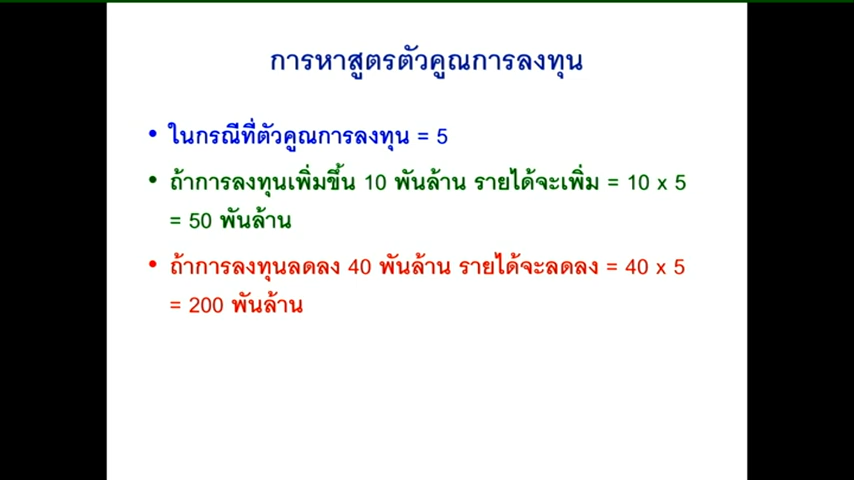 การหาสูตรตัวคูณการลงทุน
• ในกรณีที่ตัวคูณการลงทุน = 5
• ถ้าการลงทุนเพิ่มขึ้น 10 พันล้าน รายได้จะเพิ่ม = 10 x 5
= 50 พันล้าน
• ถ้าการลงทุนลดลง 40 พันล้าน รายได้จะลดลง = 40 x 5
= 200 พันล้าน